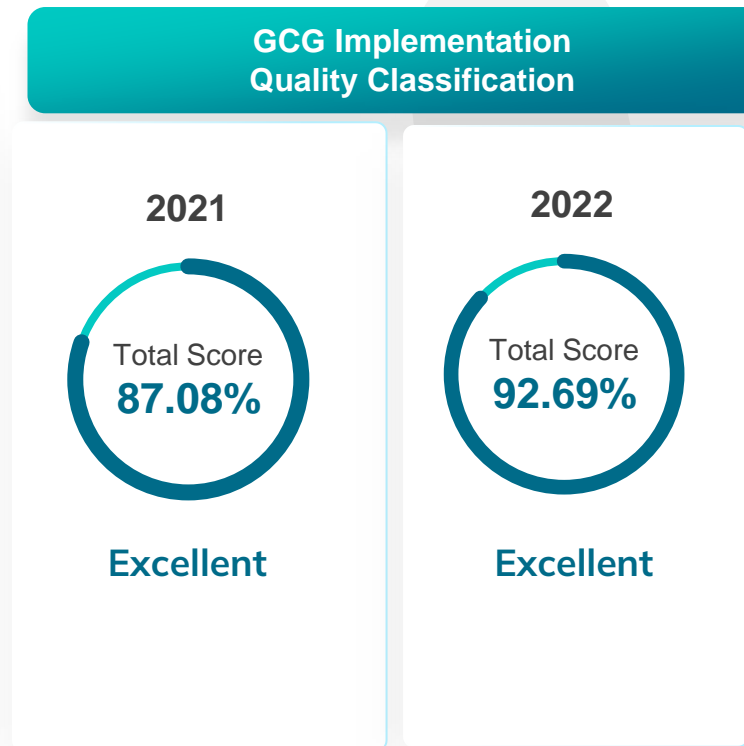 GCG Implementation
Quality Classification
2021
Total Score
87.08%
Excellent
2022
Total Score
92.69%
Excellent